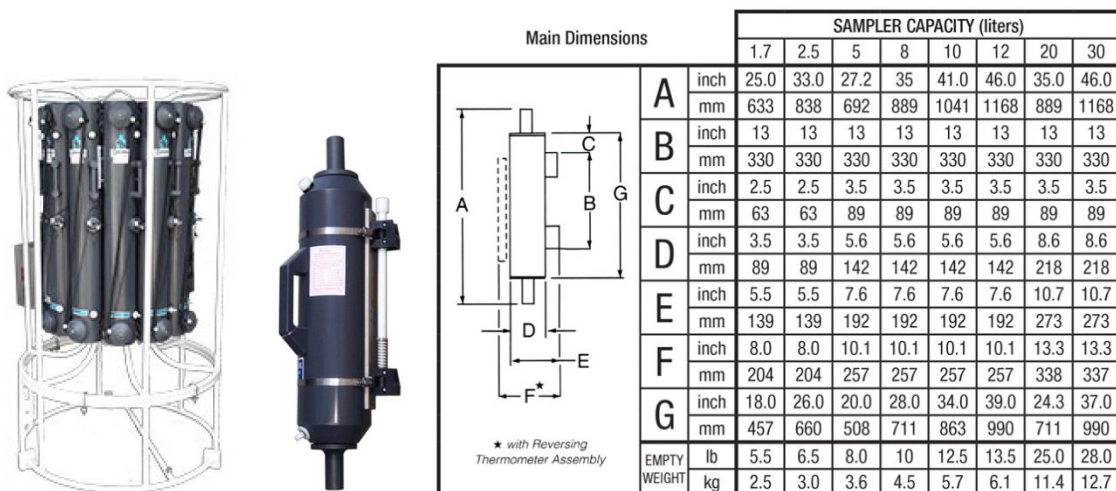 Main Dimensions
SAMPLER CAPACITY (liters)
1.7 2.5 5 8 10 12 20 30
A inch 25.0 33.0 27.2 35 41.0 46.0 35.0 46.0
mm 633 838 692 889 1041 1168 889 1168
B inch 13 13 13 13 13 13 13 13
mm 330 330 330 330 330 330 330 330
C inch 2.5 2.5 3.5 3.5 3.5 3.5 3.5 3.5
mm 63 63 89 89 89 89 89 89
D inch 3.5 3.5 5.6 5.6 5.6 5.6 8.6 8.6
mm 89 89 142 142 142 142 218 218
E inch 5.5 5.5 7.6 7.6 7.6 7.6 10.7 10.7
mm 139 139 192 192 192 192 273 273
F inch 8.0 8.0 10.1 10.1 10.1 10.1 13.3 13.3
mm 204 204 257 257 257 257 338 337
G inch 18.0 26.0 20.0 28.0 34.0 39.0 24.3 37.0
mm 457 660 508 711 863 990 711 990
EMPTY WEIGHT lb 5.5 6.5 8.0 10 12.5 13.5 25.0 28.0
kg 2.5 3.0 3.6 4.5 5.7 6.1 11.4 12.7
C
A
B
G
D
E
F★
★ with Reversing
Thermometer Assembly